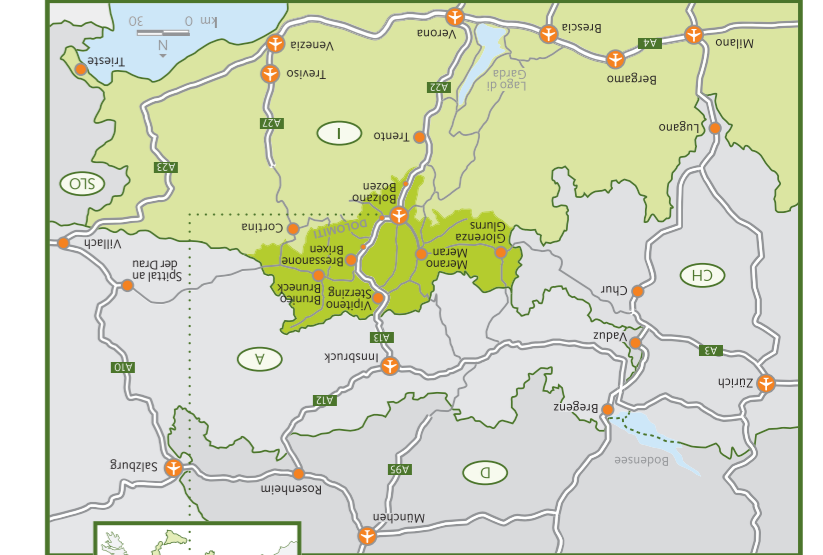 München
Rosenheim
D
A95
Salzburg
Bodensee
Bregenz
A12
Zürich
A10
A
Innsbruck
A3
A13
Vaduz
Vipiteno
Sterzing
Brunico
Bruneck
Chur
CH
Spittal an
der Drau
Merano
Meran
Bressanone
Brixen
Villach
Glorenza
Glurns
DOLOMITI
Cortina
Bolzano
Bozen
SLO
A23
Trento
I
Lugano
A27
A22
Lago di
Garda
Bergamo
Treviso
Trieste
Milano
A4
Venezia
Verona
Brescia
N
km 0 30